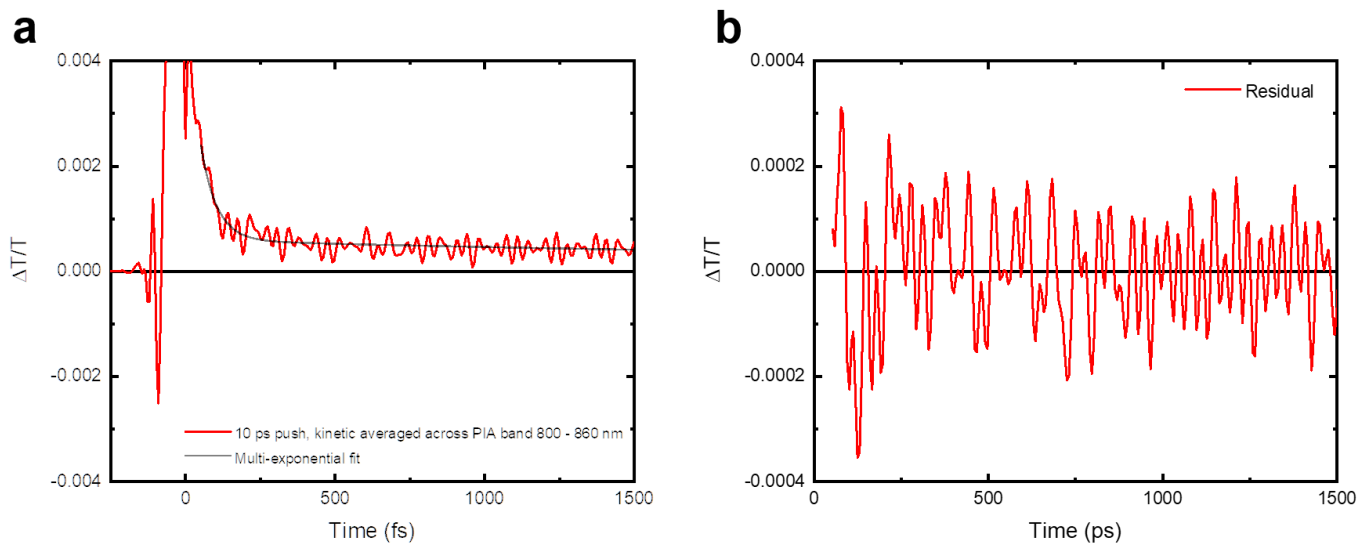 a
0.004
0.002
0.000
-0.002
-0.004
ΔT/T
10 ps push, kinetic averaged across PIA band 800 - 860 nm
Multi-exponential fit
0
500
1000
1500
Time (fs)
b
0.0004
0.0002
0.0000
-0.0002
-0.0004
ΔT/T
Residual
0
500
1000
1500
Time (ps)